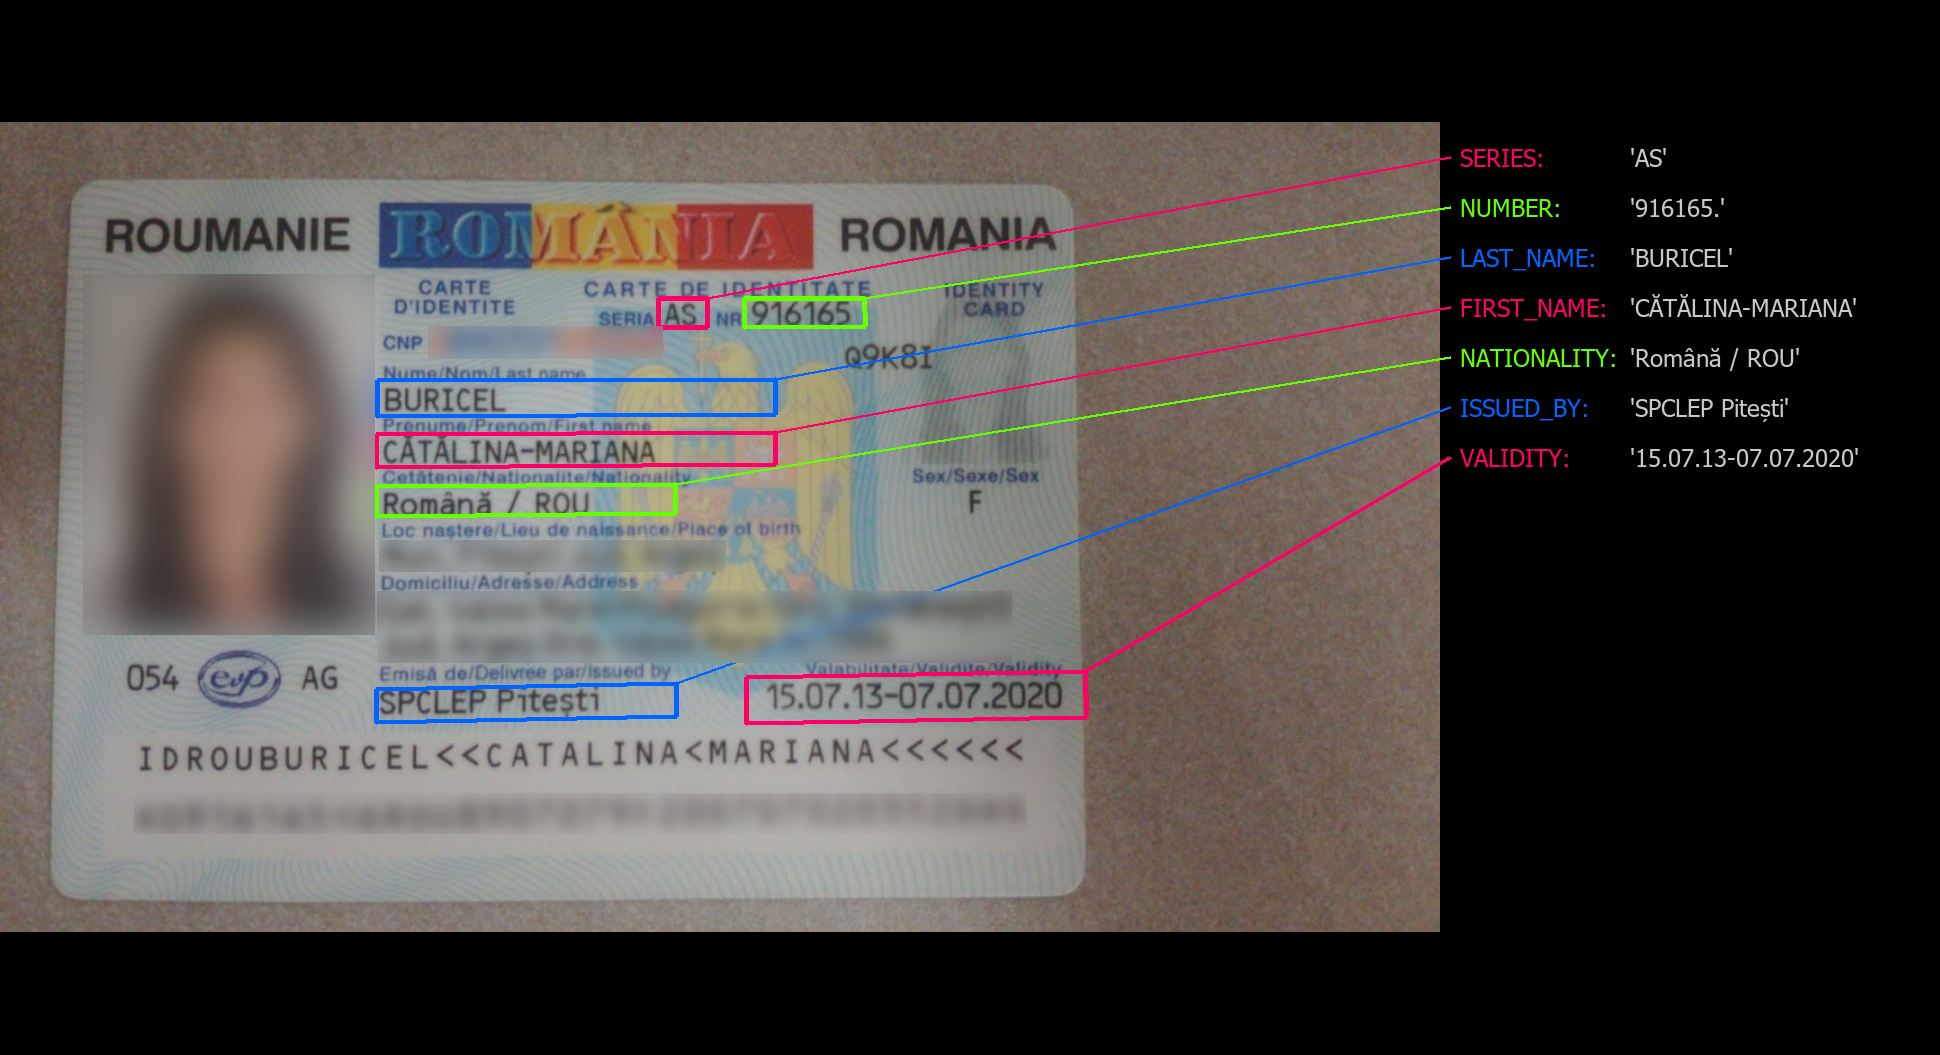 ROUMANIE ROMÂNIA ROMANIA
CARTE D'IDENTITE
CARTE DE IDENTITATE
IDENTITY CARD
SERIA AS NR 916165
CNP
Q9K8I
Nume/Nom/Last name
BURICEL
Prenume/Prenom/First name
CĂTĂLINA-MARIANA
Cetățenie/Nationalite/Nationality
Română / ROU
Sex/Sexe/Sex
F
Loc naștere/Lieu de naissance/Place of birth
Domiciliu/Adresse/Address
Emisă de/Delivree par/Issued by
SPCLEP Pitești
Valabilitate/Validite/Validity
15.07.13-07.07.2020
054 evp AG
IDROUBURICEL<<CATALINA<MARIANA<<<<<<
SERIES: 'AS'
NUMBER: '916165.'
LAST_NAME: 'BURICEL'
FIRST_NAME: 'CĂTĂLINA-MARIANA'
NATIONALITY: 'Română / ROU'
ISSUED_BY: 'SPCLEP Pitești'
VALIDITY: '15.07.13-07.07.2020'